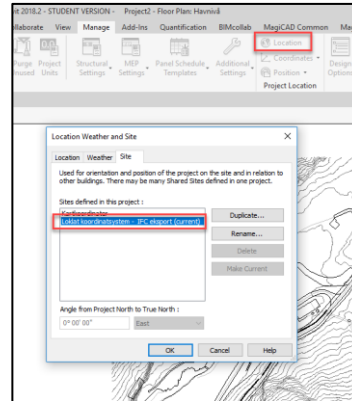 it 2018.2 - STUDENT VERSION - Project2 - Floor Plan: Havnivå
ollaborate View Manage Add-Ins Quantification BIMcollab MagiCAD Common Ma
Purge Unused
Project Units
Structural Settings
MEP Settings
Panel Schedule Templates
Additional Settings
Location
Coordinates
Position
Design Options
Project Location
Location Weather and Site
Location Weather Site
Used for orientation and position of the project on the site and in relation to
other buildings. There may be many Shared Sites defined in one project.
Sites defined in this project :
Kartkoordinater
Loklat koordinatsystem - IFC eksport (current)
Duplicate...
Rename...
Delete
Make Current
Angle from Project North to True North :
0° 00' 00" East
OK Cancel Help